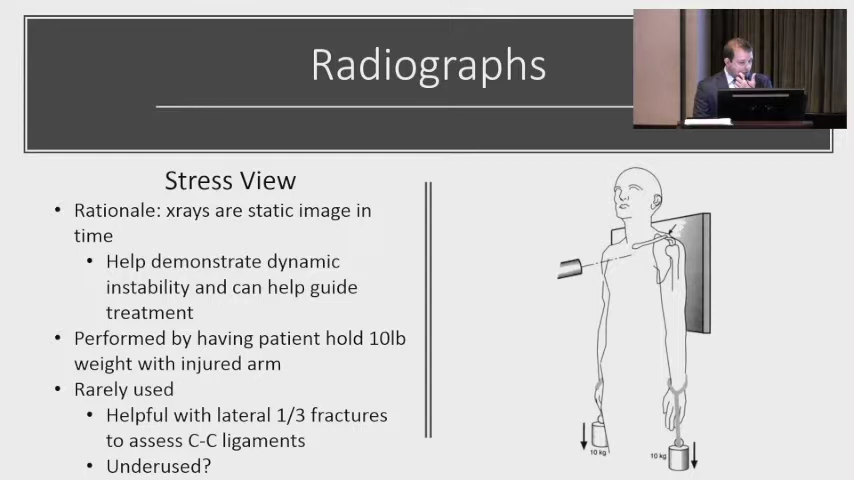 Radiographs
Stress View
• Rationale: xrays are static image in
time
• Help demonstrate dynamic
instability and can help guide
treatment
• Performed by having patient hold 10lb
weight with injured arm
• Rarely used
• Helpful with lateral 1/3 fractures
to assess C-C ligaments
• Underused?
10 kg
10 kg